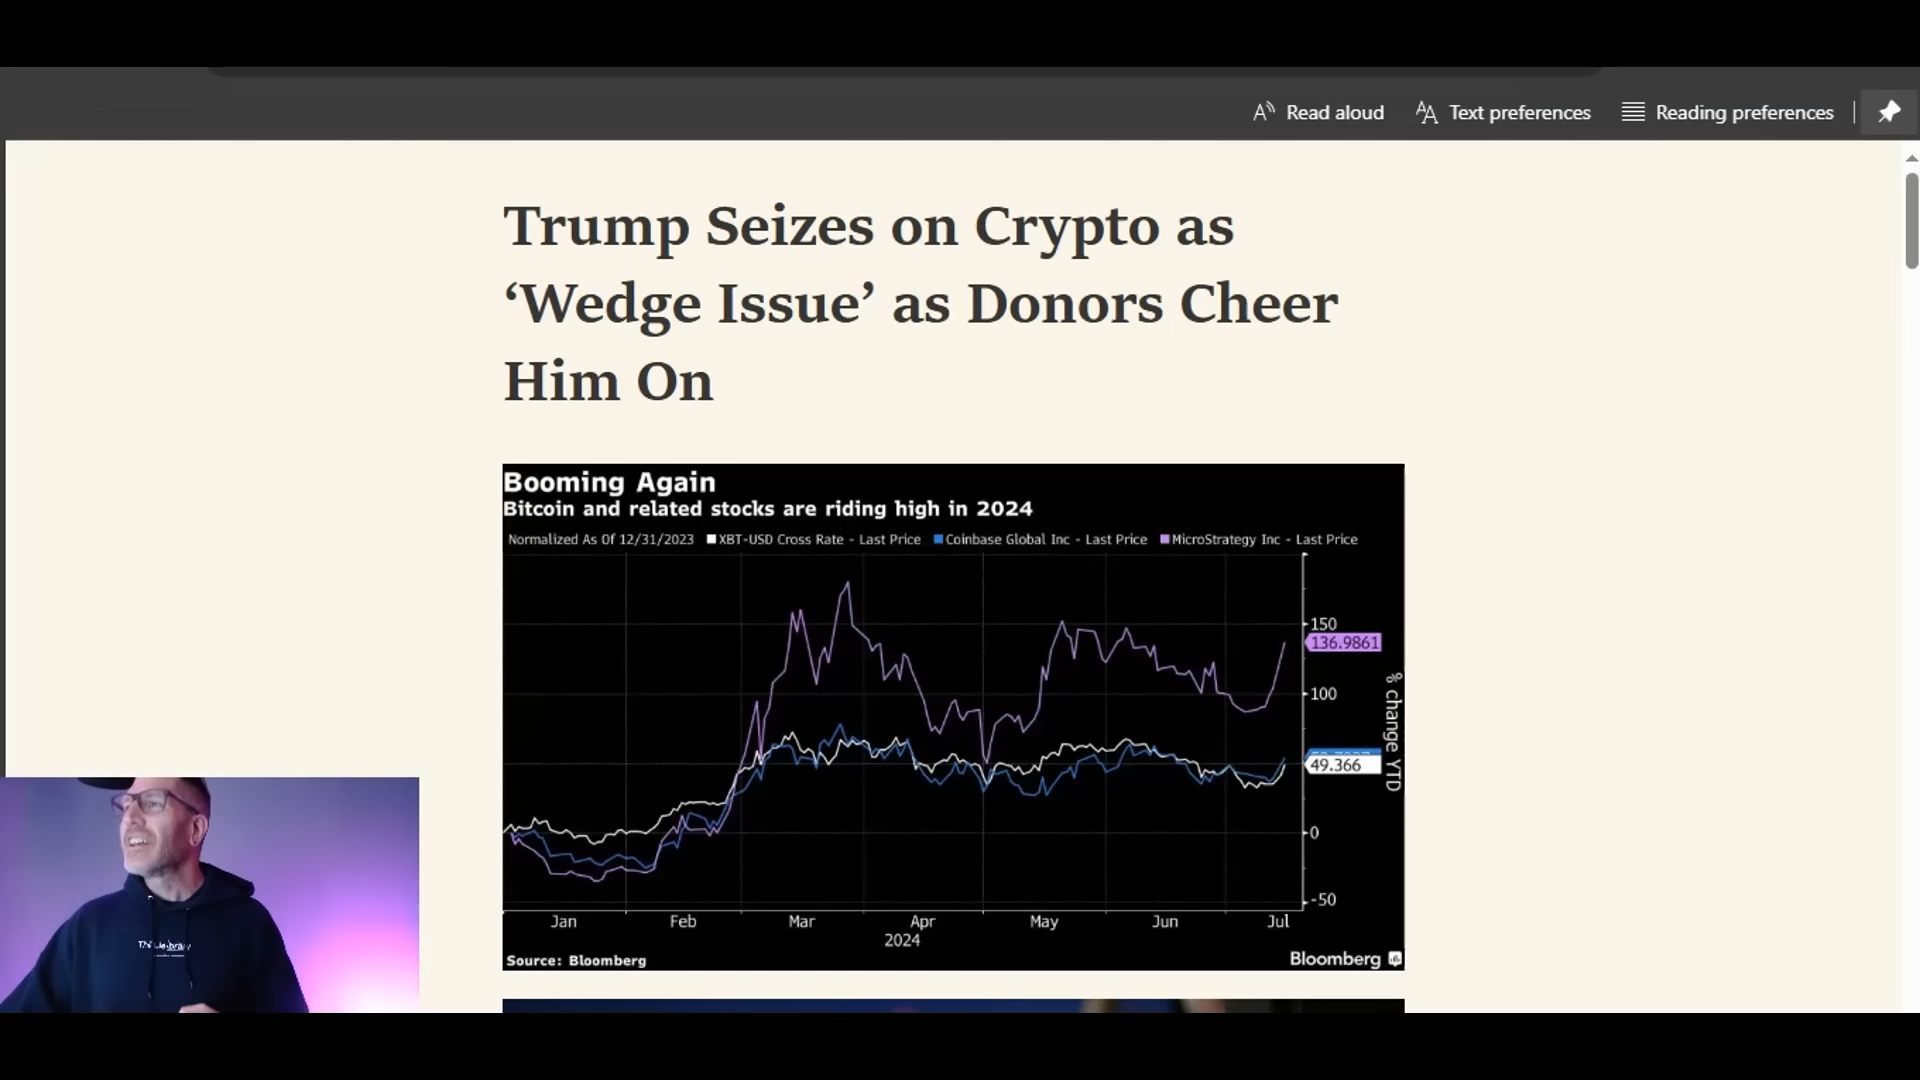 Read aloud
Text preferences
Reading preferences
Trump Seizes on Crypto as
‘Wedge Issue’ as Donors Cheer
Him On
Booming Again
Bitcoin and related stocks are riding high in 2024
Normalized As Of 12/31/2023 XBT-USD Cross Rate - Last Price Coinbase Global Inc - Last Price MicroStrategy Inc - Last Price
150
136.9861
100
% change YTD
49.366
0
-50
Jan Feb Mar Apr May Jun Jul
2024
Source: Bloomberg
Bloomberg